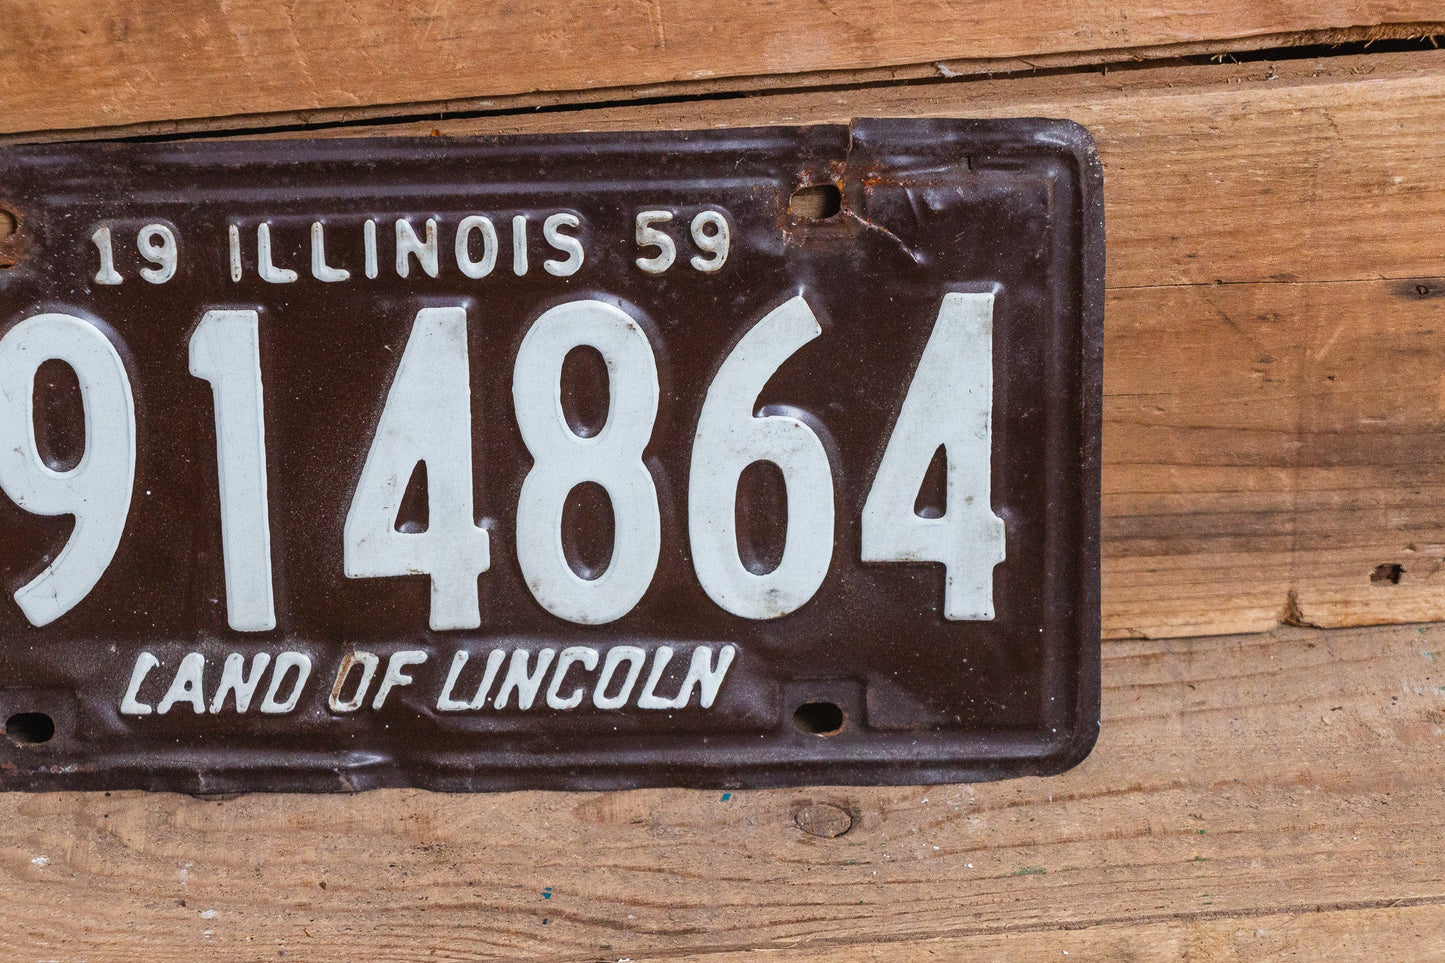 19 ILLINOIS 59
914864
LAND OF LINCOLN